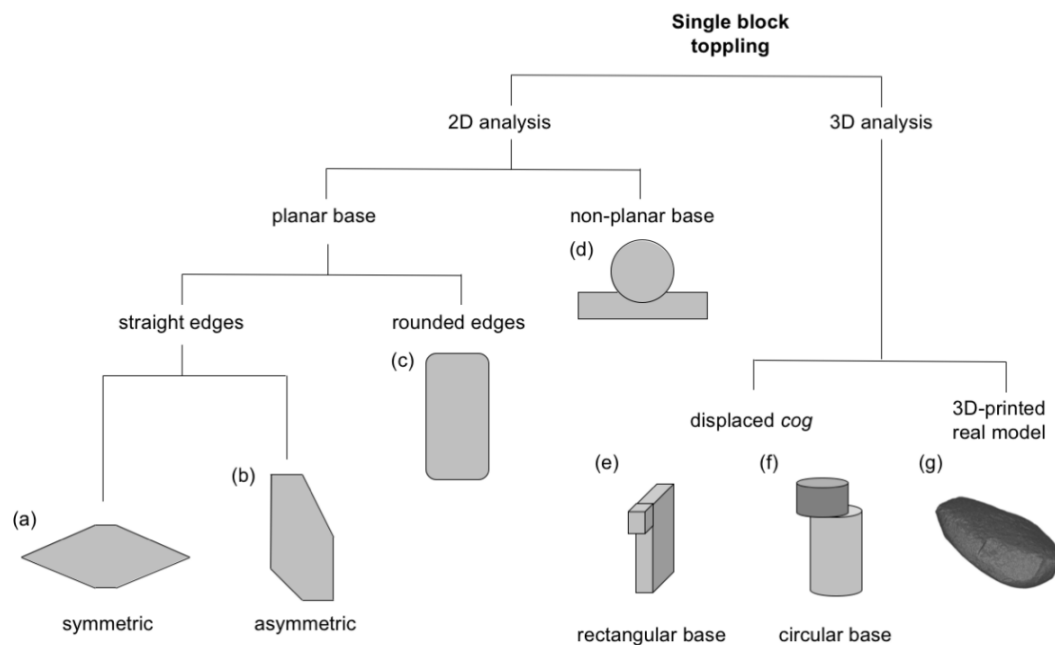 Single block
toppling
2D analysis
3D analysis
planar base
non-planar base
(d)
straight edges
rounded edges
(c)
displaced cog
3D-printed
real model
(e)
(f)
(g)
(b)
(a)
symmetric
asymmetric
rectangular base
circular base